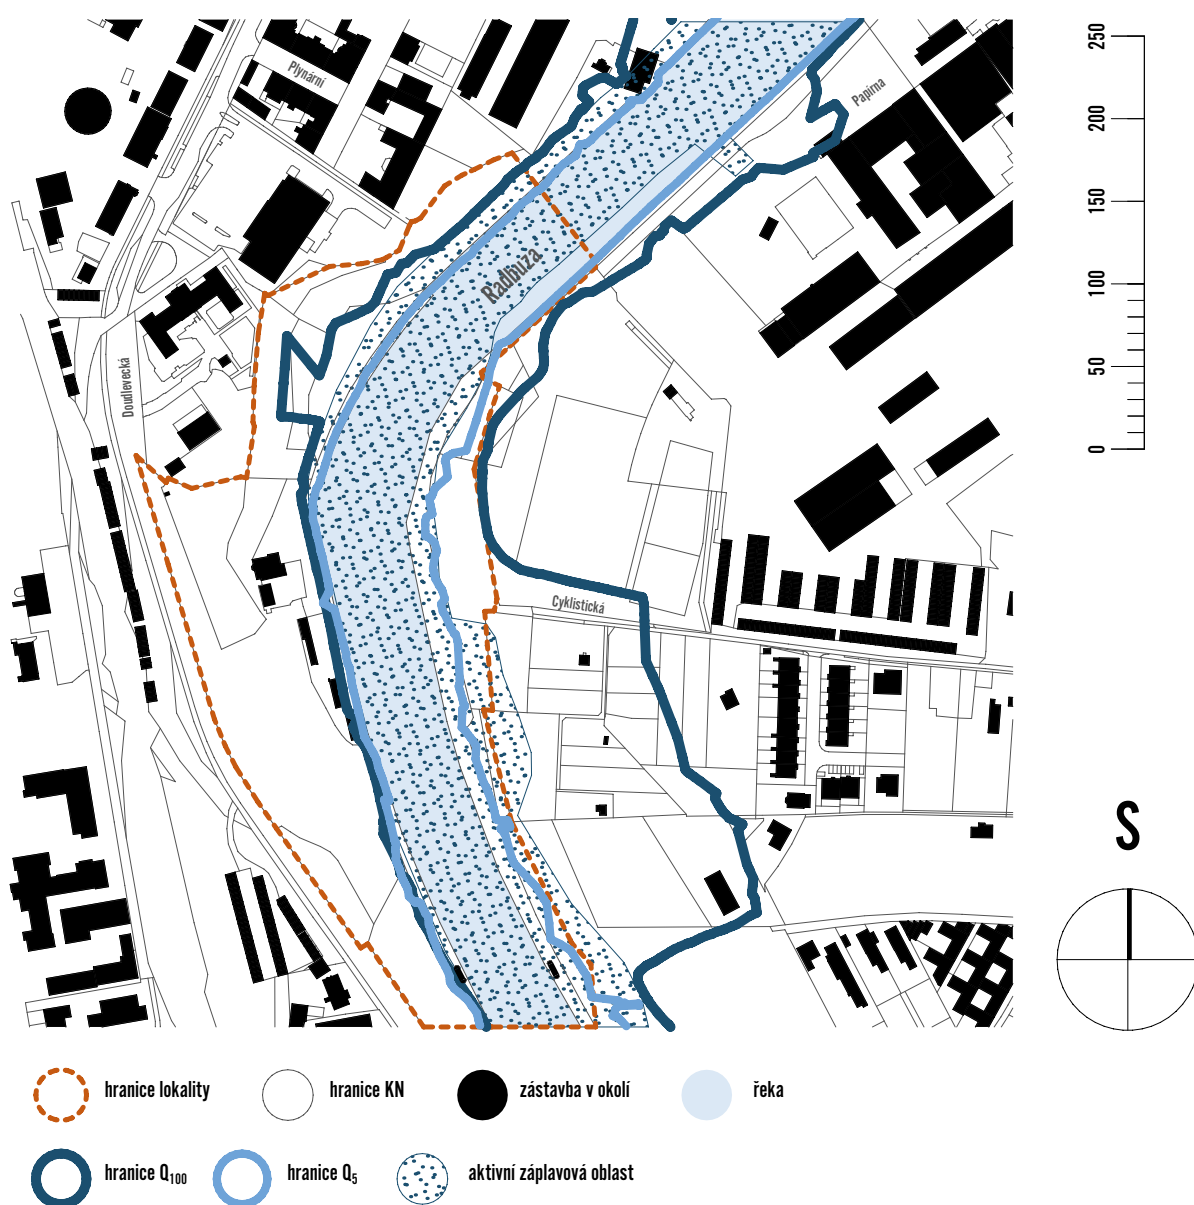 Plynární
Papírna
Radbuza
Doudlevecká
Cyklistická
250
200
150
100
50
0
S
hranice lokality
hranice KN
zástavba v okolí
řeka
hranice Q100
hranice Q5
aktivní záplavová oblast